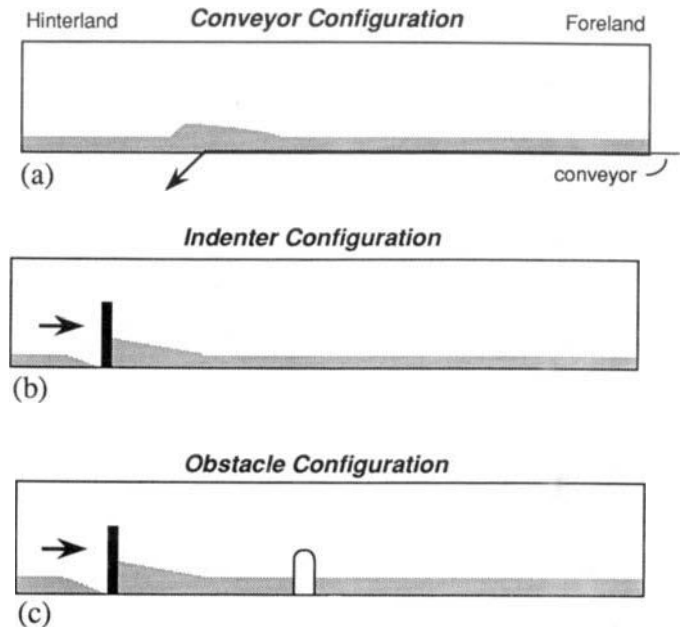 Hinterland Conveyor Configuration Foreland
(a)
conveyor
Indenter Configuration
(b)
Obstacle Configuration
(c)